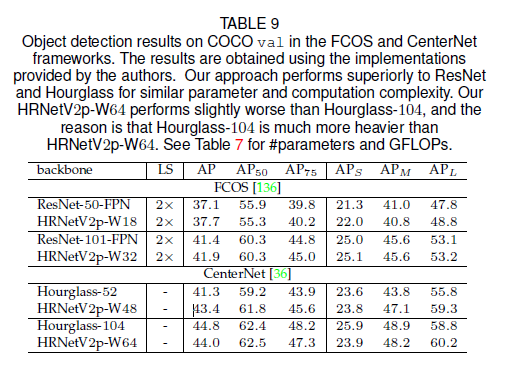 TABLE 9
Object detection results on COCO val in the FCOS and CenterNet
frameworks. The results are obtained using the implementations
provided by the authors. Our approach performs superiorly to ResNet
and Hourglass for similar parameter and computation complexity. Our
HRNetV2p-W64 performs slightly worse than Hourglass-104, and the
reason is that Hourglass-104 is much more heavier than
HRNetV2p-W64. See Table 7 for #parameters and GFLOPs.
backbone LS AP AP50 AP75 APS APM APL
FCOS [136]
ResNet-50-FPN 2× 37.1 55.9 39.8 21.3 41.0 47.8
HRNetV2p-W18 2× 37.7 55.3 40.2 22.0 40.8 48.8
ResNet-101-FPN 2× 41.4 60.3 44.8 25.0 45.6 53.1
HRNetV2p-W32 2× 41.9 60.3 45.0 25.1 45.6 53.2
CenterNet [36]
Hourglass-52 - 41.3 59.2 43.9 23.6 43.8 55.8
HRNetV2p-W48 - 43.4 61.8 45.6 23.8 47.1 59.3
Hourglass-104 - 44.8 62.4 48.2 25.9 48.9 58.8
HRNetV2p-W64 - 44.0 62.5 47.3 23.9 48.2 60.2